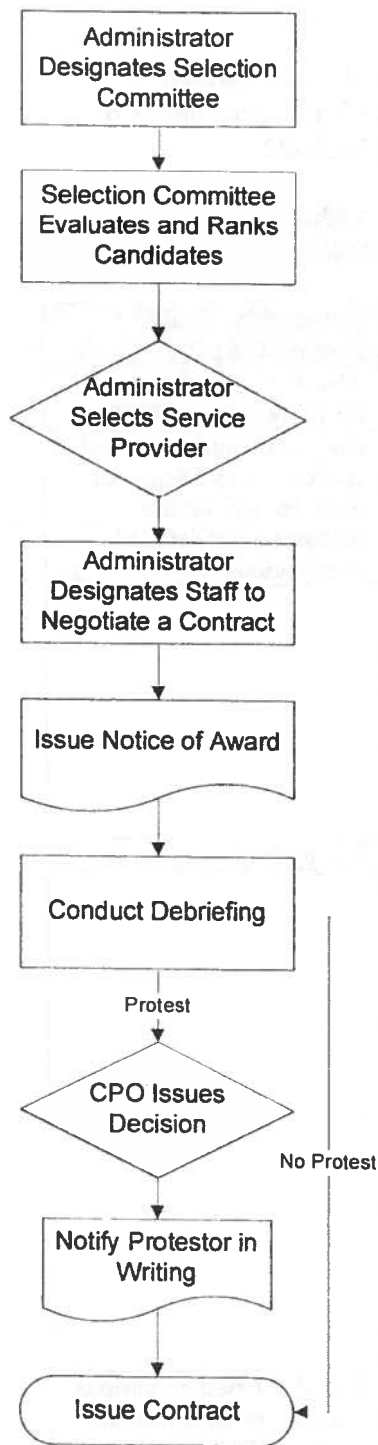 Administrator
Designates Selection
Committee
Selection Committee
Evaluates and Ranks
Candidates
Administrator
Selects Service
Provider
Administrator
Designates Staff to
Negotiate a Contract
Issue Notice of Award
Conduct Debriefing
Protest
CPO Issues
Decision
No Protest
Notify Protestor in
Writing
Issue Contract